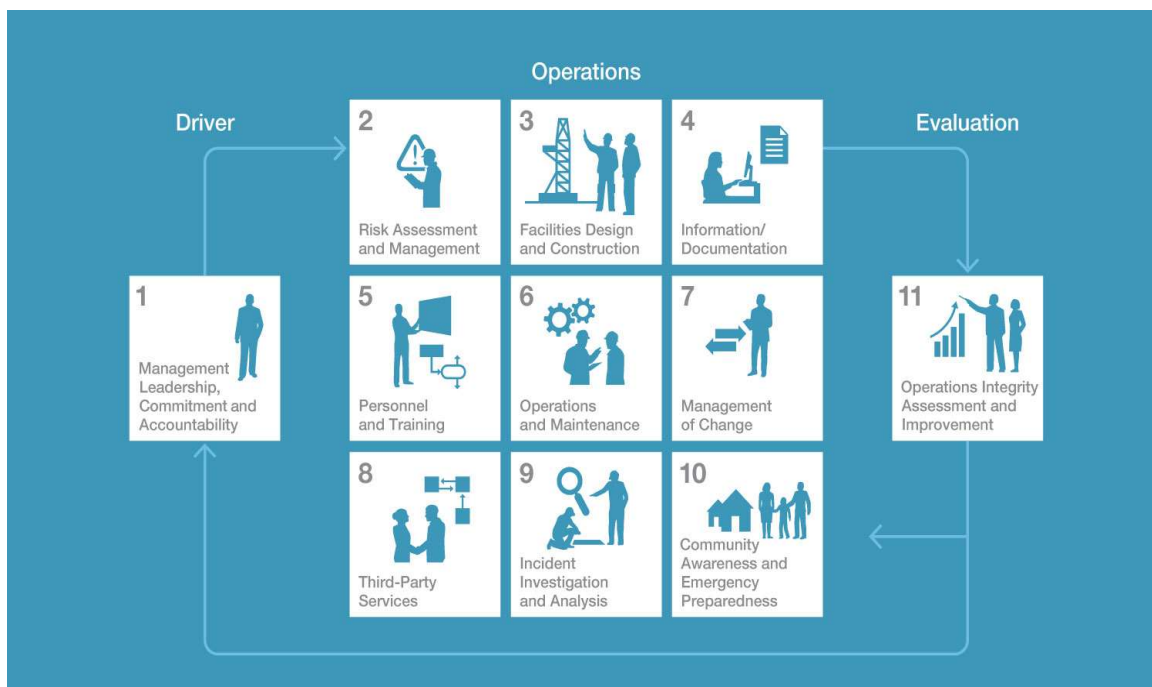 Operations
Driver
Evaluation
2
Risk Assessment
and Management
3
Facilities Design
and Construction
4
Information/
Documentation
1
Management
Leadership,
Commitment and
Accountability
5
Personnel
and Training
6
Operations
and Maintenance
7
Management
of Change
11
Operations Integrity
Assessment and
Improvement
8
Third-Party
Services
9
Incident
Investigation
and Analysis
10
Community
Awareness and
Emergency
Preparedness